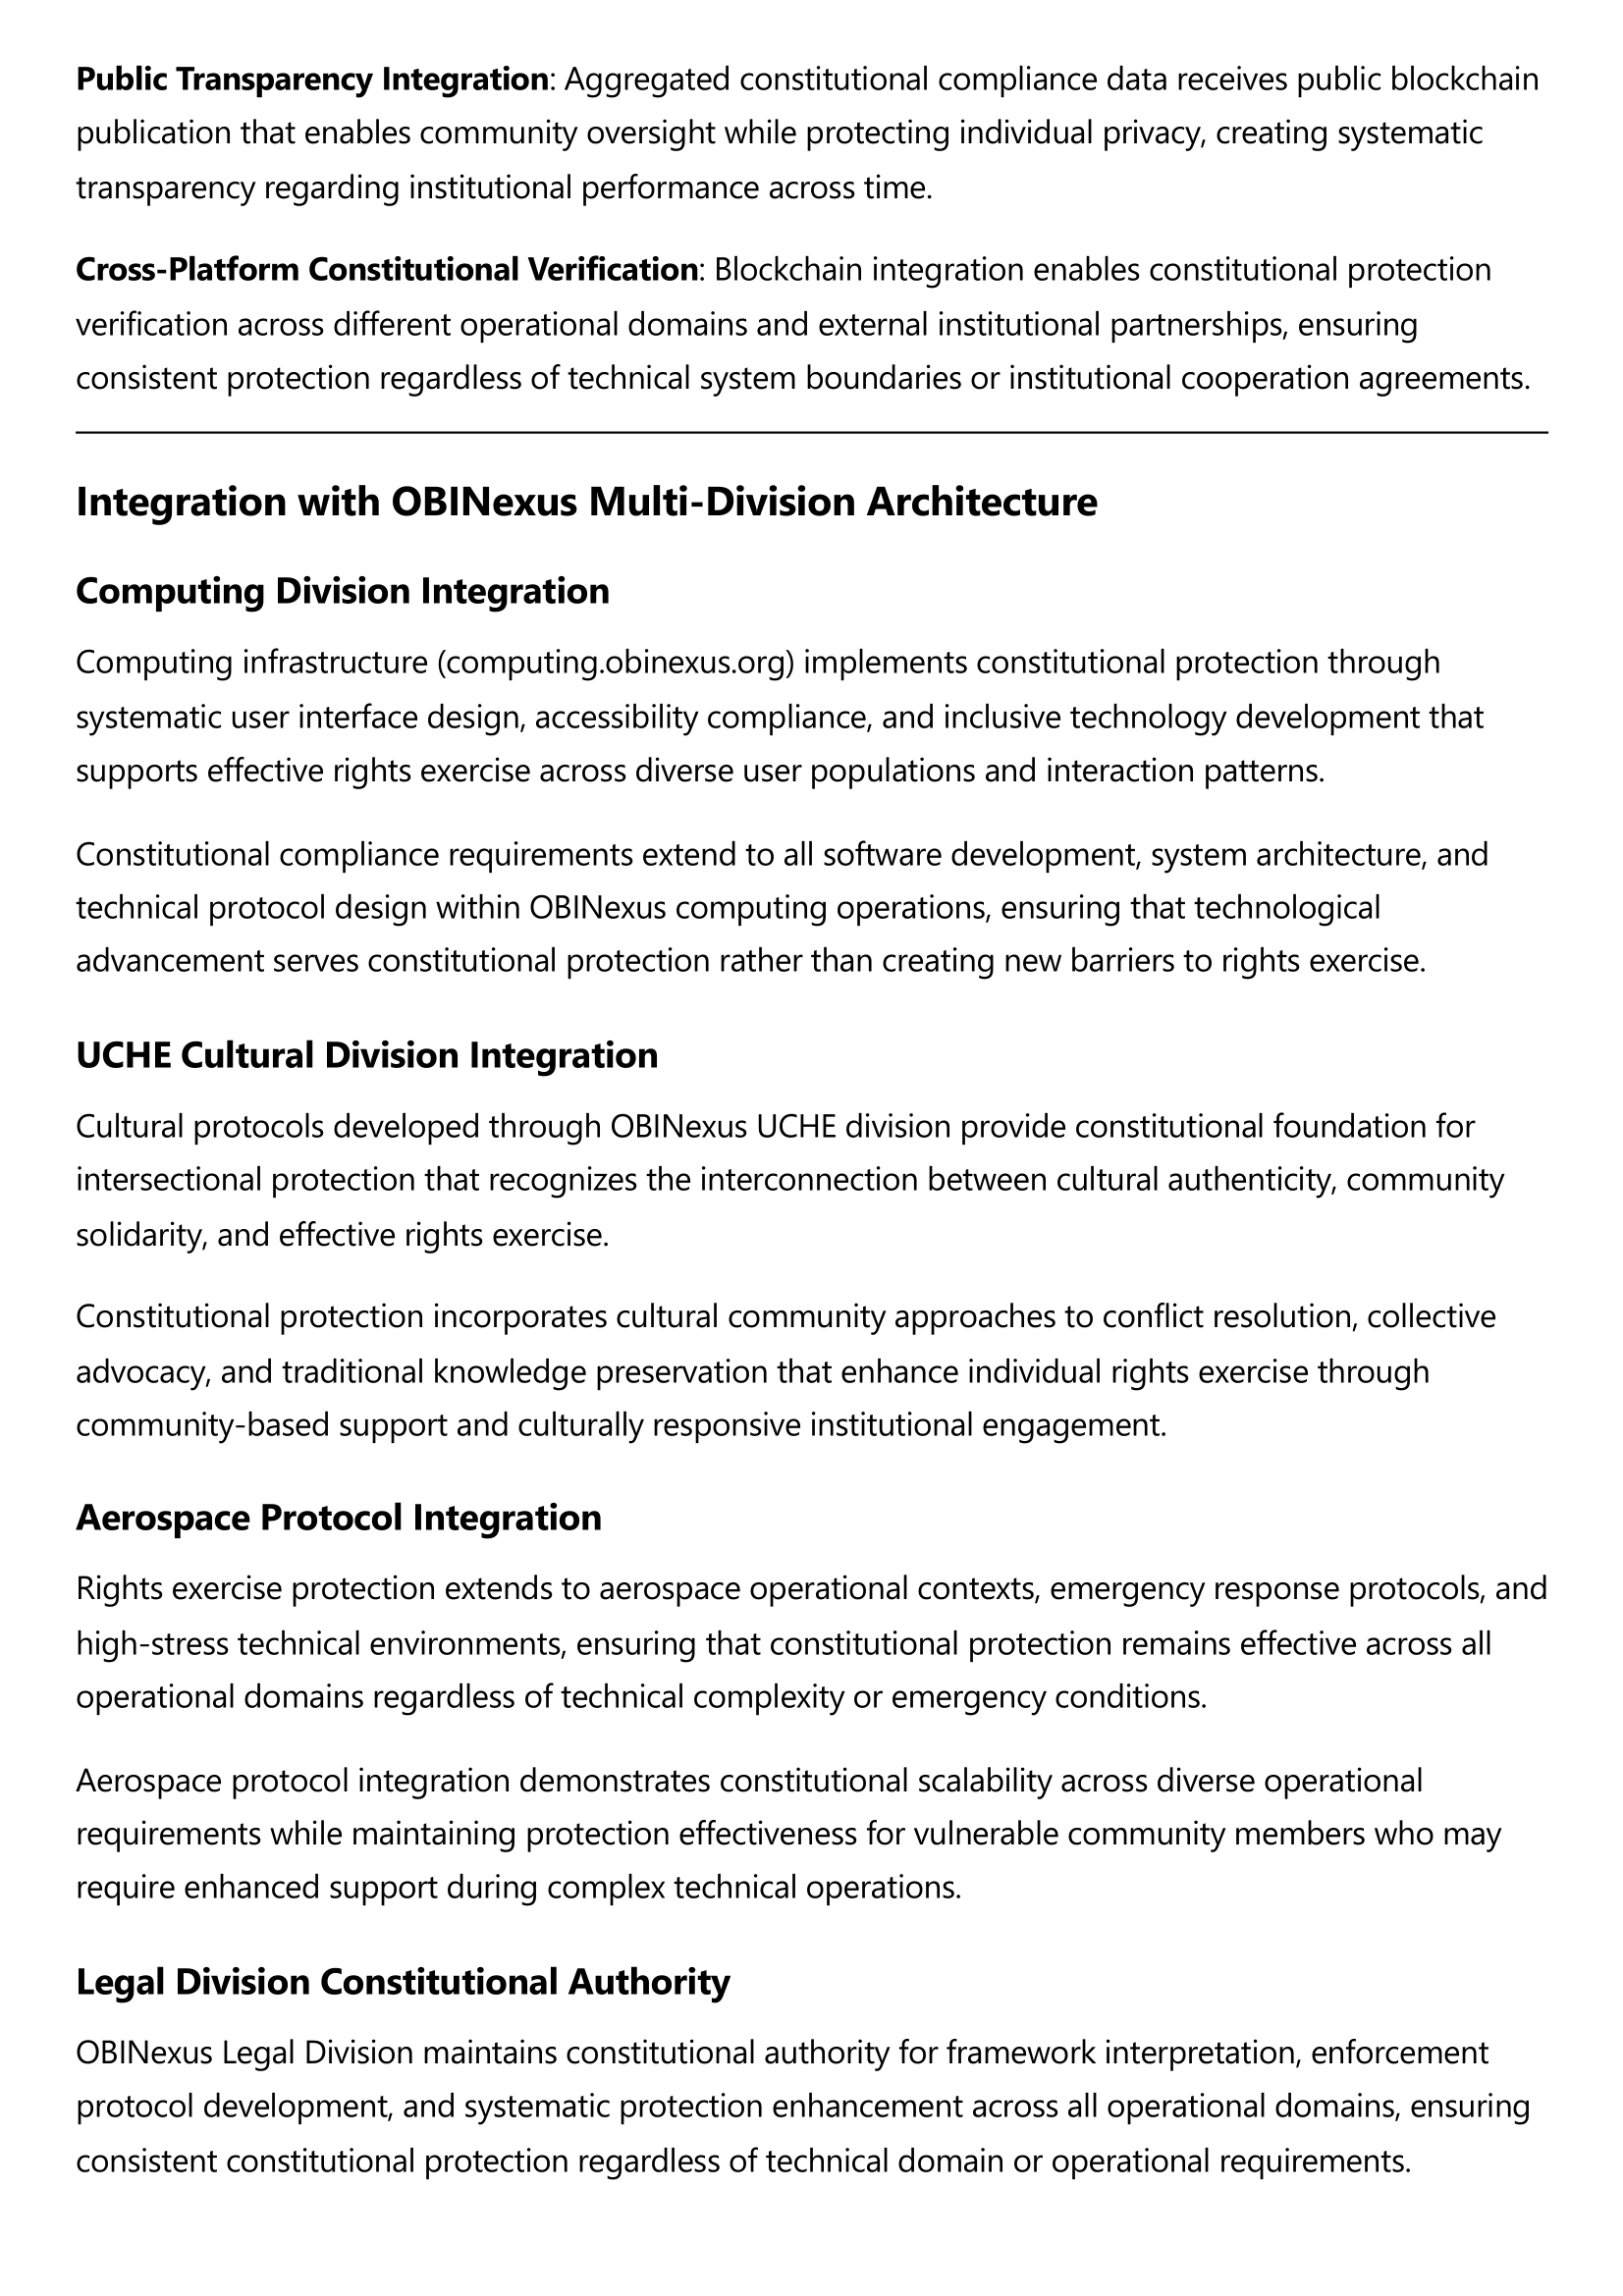 Public Transparency Integration: Aggregated constitutional compliance data receives public blockchain
publication that enables community oversight while protecting individual privacy, creating systematic
transparency regarding institutional performance across time.
Cross-Platform Constitutional Verification: Blockchain integration enables constitutional protection
verification across different operational domains and external institutional partnerships, ensuring
consistent protection regardless of technical system boundaries or institutional cooperation agreements.
Integration with OBINexus Multi-Division Architecture
Computing Division Integration
Computing infrastructure (computing.obinexus.org) implements constitutional protection through
systematic user interface design, accessibility compliance, and inclusive technology development that
supports effective rights exercise across diverse user populations and interaction patterns.
Constitutional compliance requirements extend to all software development, system architecture, and
technical protocol design within OBINexus computing operations, ensuring that technological
advancement serves constitutional protection rather than creating new barriers to rights exercise.
UCHE Cultural Division Integration
Cultural protocols developed through OBINexus UCHE division provide constitutional foundation for
intersectional protection that recognizes the interconnection between cultural authenticity, community
solidarity, and effective rights exercise.
Constitutional protection incorporates cultural community approaches to conflict resolution, collective
advocacy, and traditional knowledge preservation that enhance individual rights exercise through
community-based support and culturally responsive institutional engagement.
Aerospace Protocol Integration
Rights exercise protection extends to aerospace operational contexts, emergency response protocols, and
high-stress technical environments, ensuring that constitutional protection remains effective across all
operational domains regardless of technical complexity or emergency conditions.
Aerospace protocol integration demonstrates constitutional scalability across diverse operational
requirements while maintaining protection effectiveness for vulnerable community members who may
require enhanced support during complex technical operations.
Legal Division Constitutional Authority
OBINexus Legal Division maintains constitutional authority for framework interpretation, enforcement
protocol development, and systematic protection enhancement across all operational domains, ensuring
consistent constitutional protection regardless of technical domain or operational requirements.